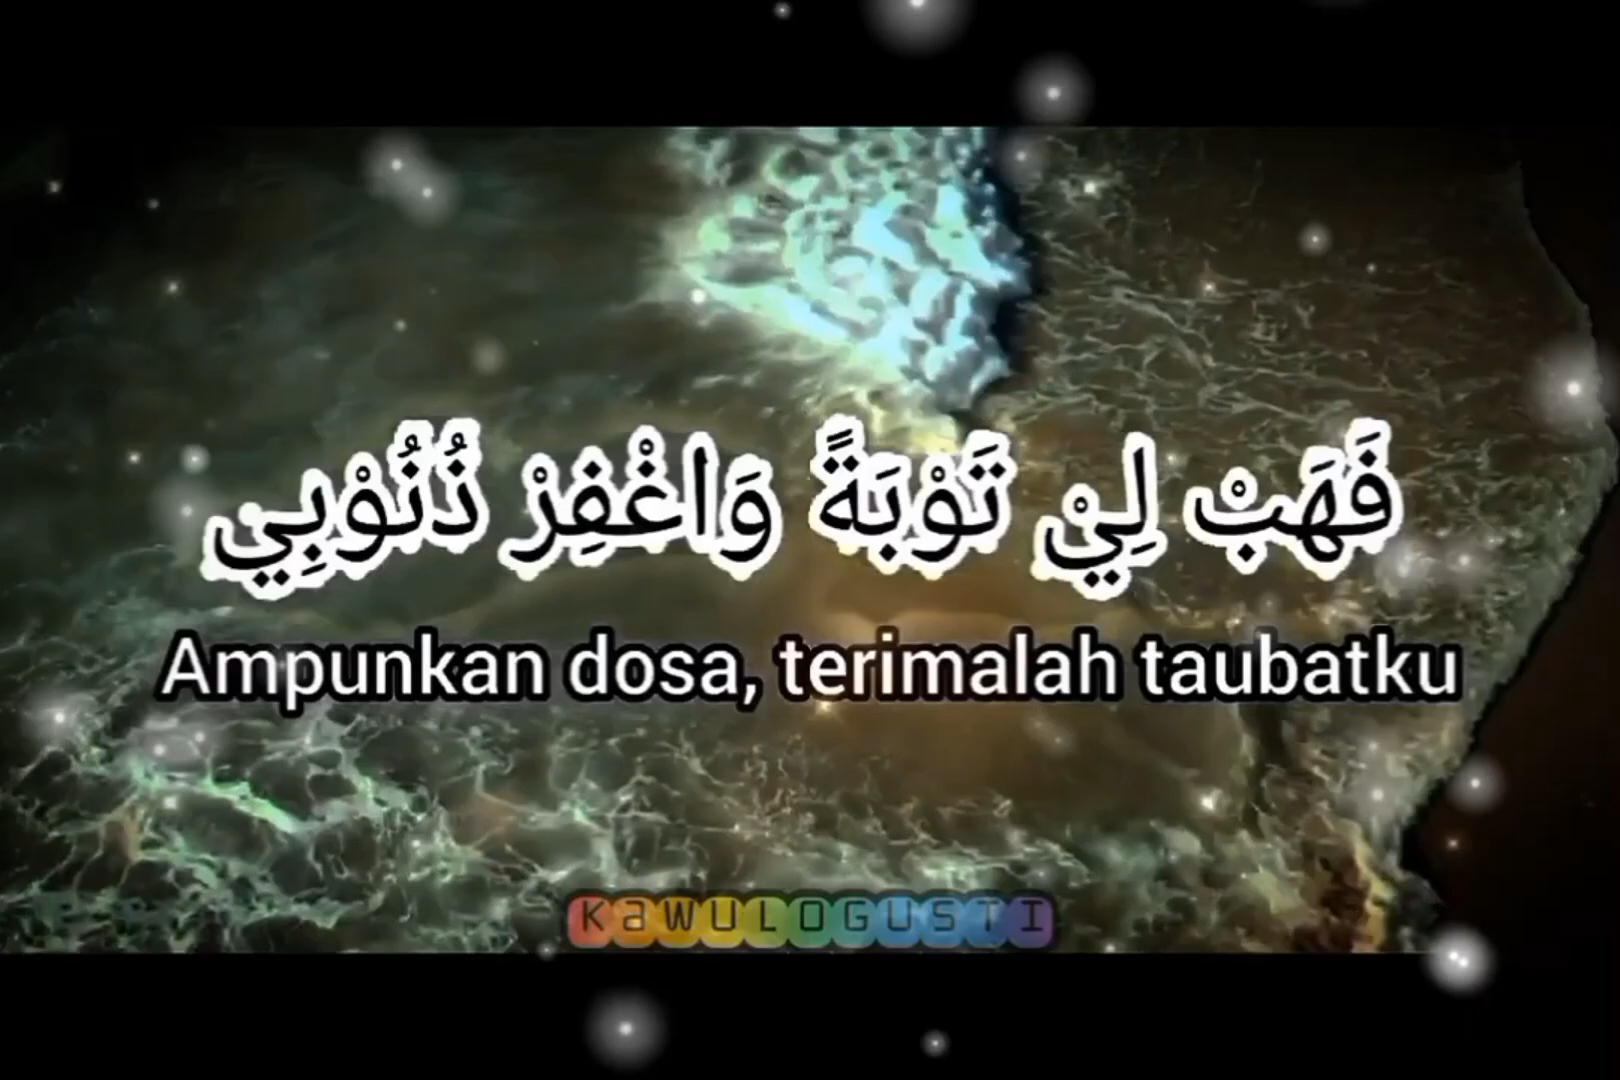 فَهَبْ لِيْ تَوْبَةً وَاغْفِرْ ذُنُوْبِي
Ampunkan dosa, terimalah taubatku
KaWULOGUSTI